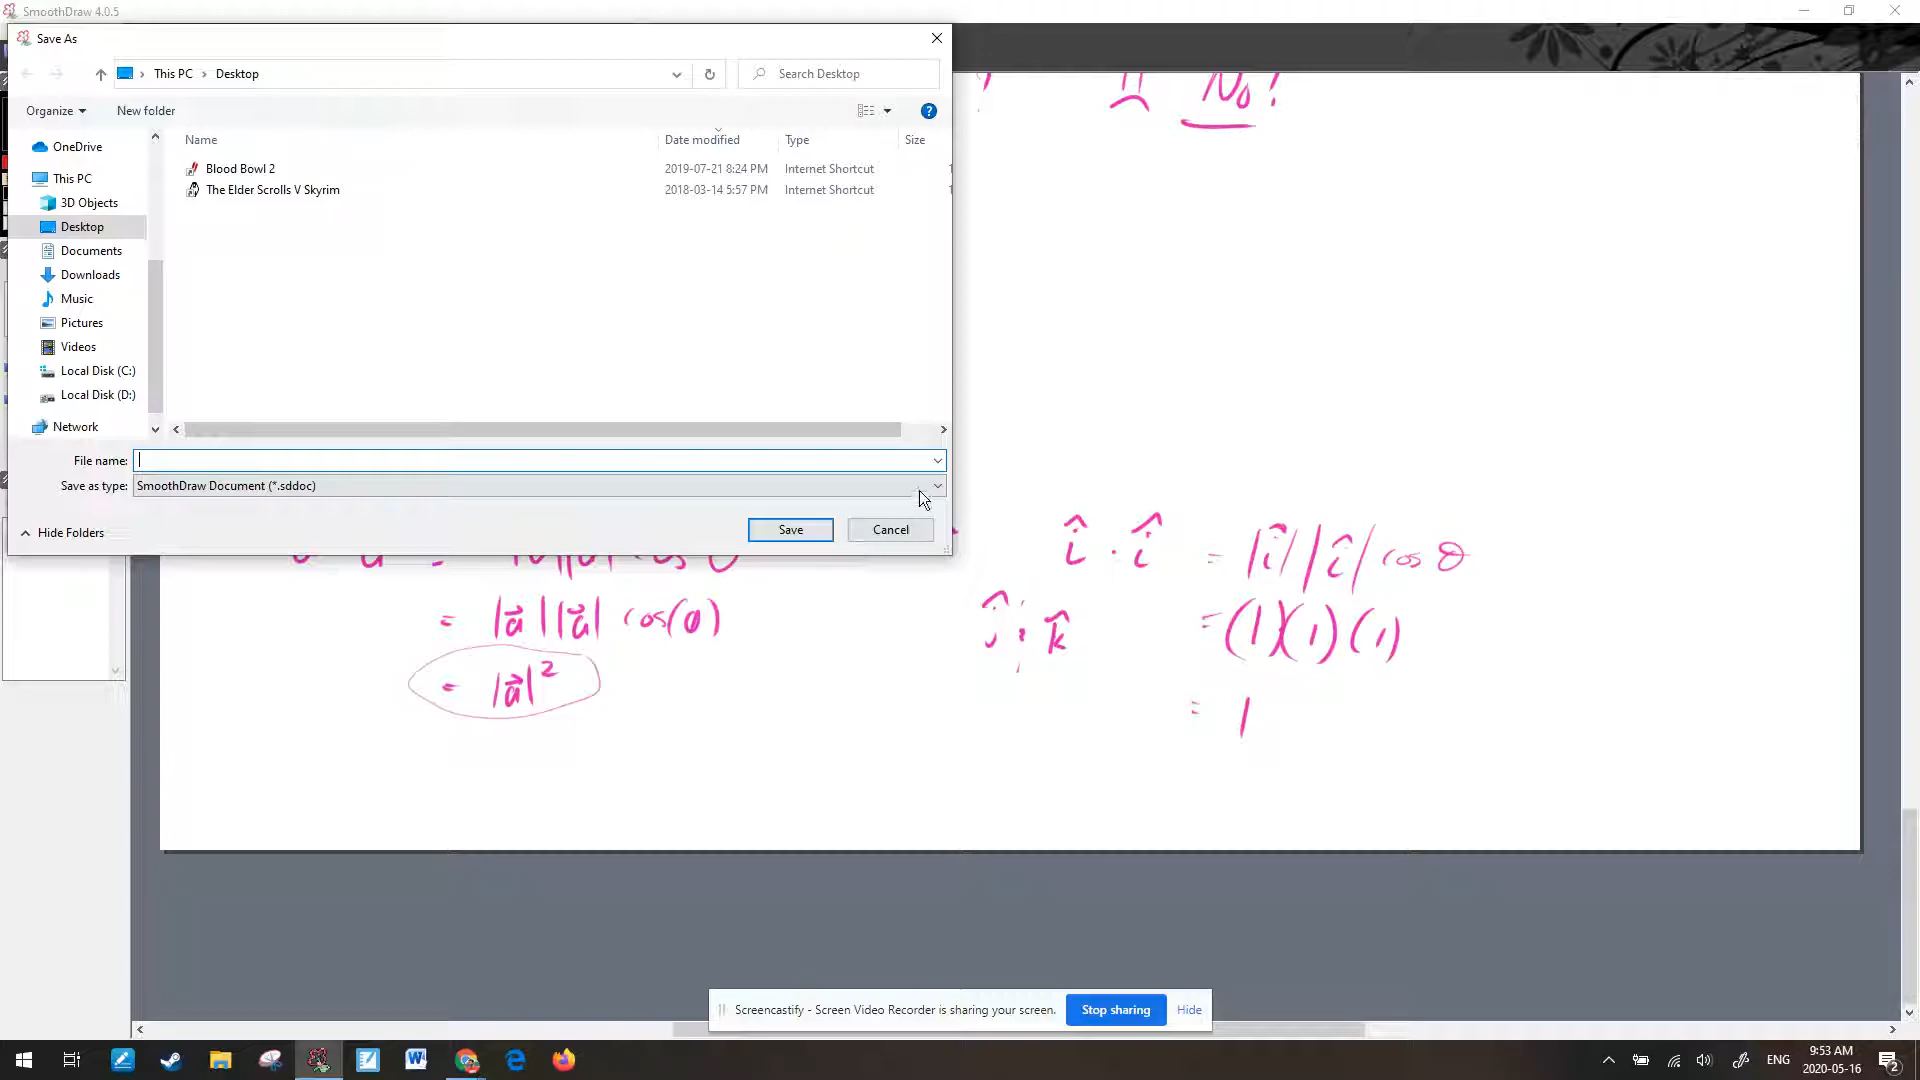 SmoothDraw 4.0.5
Save As
This PC › Desktop
Search Desktop
Organize
New folder
Name Date modified Type Size
Blood Bowl 2 2019-07-21 8:24 PM Internet Shortcut 1
The Elder Scrolls V Skyrim 2018-03-14 5:57 PM Internet Shortcut 1
OneDrive
This PC
3D Objects
Desktop
Documents
Downloads
Music
Pictures
Videos
Local Disk (C:)
Local Disk (D:)
Network
File name:
Save as type: SmoothDraw Document (*.sddoc)
Hide Folders
Save
Cancel
No!
= |a⃗||a⃗| cos(0)
= |a⃗|²
î · î = |î||î| cos θ
ĵ · k̂ = (1)(1)(1)
= 1
Screencastify - Screen Video Recorder is sharing your screen.
Stop sharing
Hide
ENG
9:53 AM
2020-05-16
2